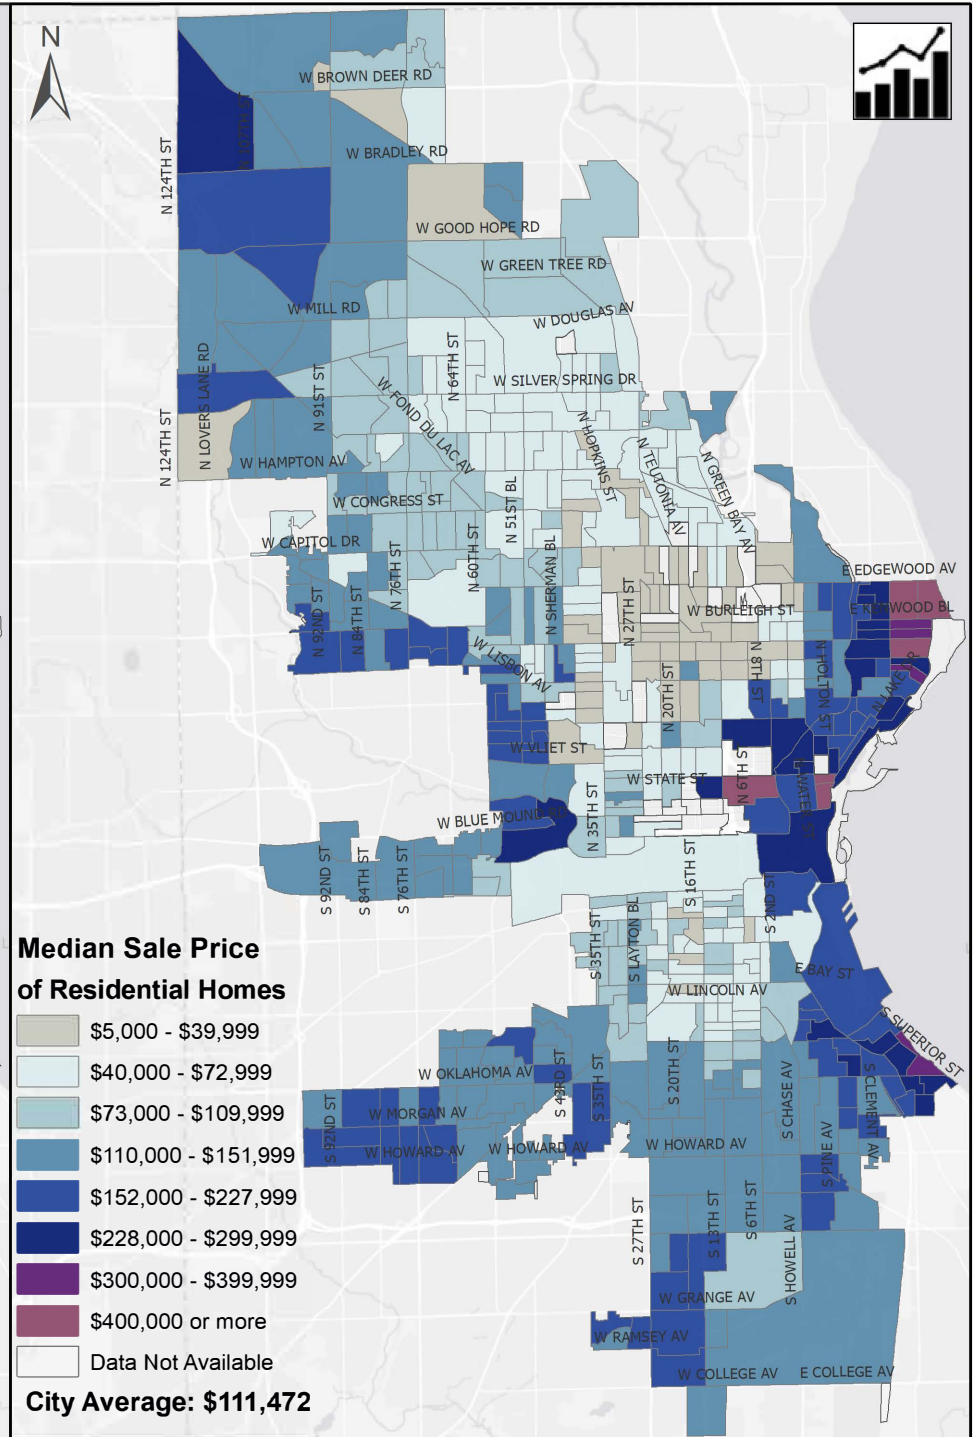 N
W BROWN DEER RD
N 107TH ST
W BRADLEY RD
N 124TH ST
W GOOD HOPE RD
W GREEN TREE RD
W MILL RD
W DOUGLAS AV
N 64TH ST
N LOVERS LANE RD
N 91ST ST
W SILVER SPRING DR
W FOND DU LAC AV
N 124TH ST
W HAMPTON AV
N HOPKINS ST
N TEUTONIA AV
N GREEN BAY AV
W CONGRESS ST
N 51ST BL
W CAPITOL DR
N 76TH ST
N 60TH ST
N SHERMAN BL
E EDGEWOOD AV
N 92ND ST
N 84TH ST
N 27TH ST
W BURLEIGH ST
E KENWOOD BL
W LISBON AV
N 20TH ST
N 8TH ST
N HOLTON ST
N LAKE DR
W VLIET ST
W STATE ST
N 6TH ST
N WATER ST
W BLUE MOUND RD
N 35TH ST
S 92ND ST
S 84TH ST
S 76TH ST
S 16TH ST
S 2ND ST
S 35TH ST
S LAYTON BL
E BAY ST
W LINCOLN AV
S SUPERIOR ST
W OKLAHOMA AV
S 43RD ST
S 35TH ST
S 20TH ST
S CHASE AV
S CLEMENT AV
S 92ND ST
W MORGAN AV
W HOWARD AV
W HOWARD AV
W HOWARD AV
S PINE AV
S 27TH ST
S 13TH ST
S 6TH ST
S HOWELL AV
W GRANGE AV
W RAMSEY AV
W COLLEGE AV
E COLLEGE AV
Median Sale Price
of Residential Homes
$5,000 - $39,999
$40,000 - $72,999
$73,000 - $109,999
$110,000 - $151,999
$152,000 - $227,999
$228,000 - $299,999
$300,000 - $399,999
$400,000 or more
Data Not Available
City Average: $111,472